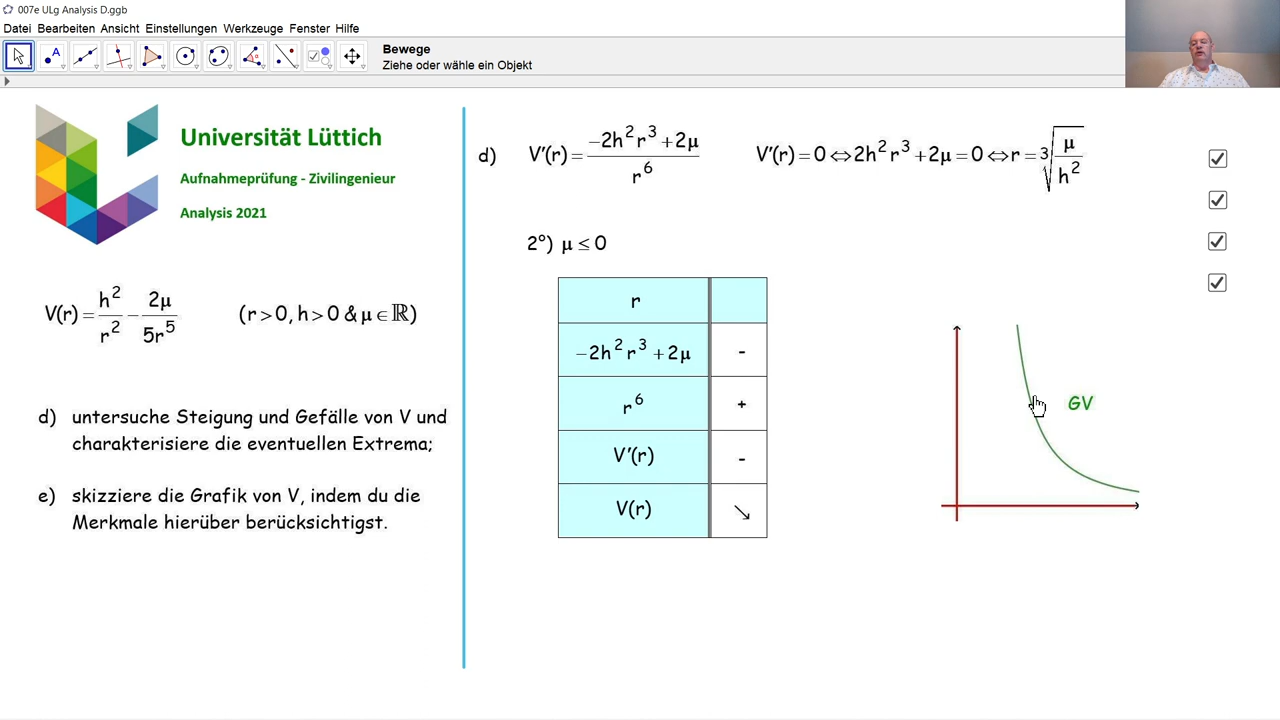 007e ULg Analysis D.ggb
Datei Bearbeiten Ansicht Einstellungen Werkzeuge Fenster Hilfe
Bewege
Ziehe oder wähle ein Objekt
Universität Lüttich
Aufnahmeprüfung - Zivilingenieur
Analysis 2021
V(r) = h²/r² − 2μ/5r⁵ (r > 0, h > 0 & μ ∈ ℝ)
d) untersuche Steigung und Gefälle von V und
charakterisiere die eventuellen Extrema;
e) skizziere die Grafik von V, indem du die
Merkmale hierüber berücksichtigst.
d) V'(r) = (−2h²r³ + 2μ)/r⁶ V'(r) = 0 ⇔ 2h²r³ + 2μ = 0 ⇔ r = ∛(μ/h²)
2°) μ ≤ 0
r
−2h²r³ + 2μ -
r⁶ +
V'(r) -
V(r) ↘
GV